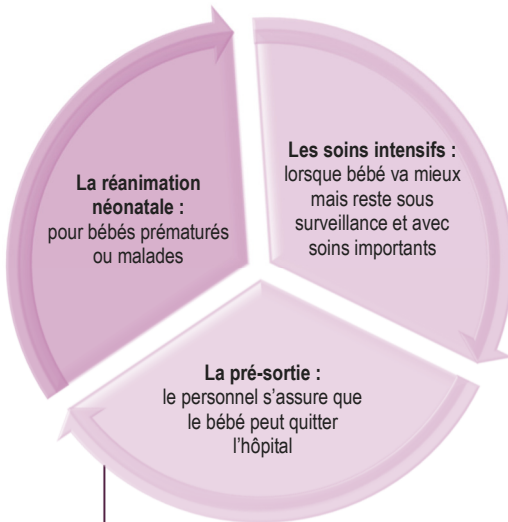 La réanimation
néonatale :
pour bébés prématurés
ou malades
Les soins intensifs :
lorsque bébé va mieux
mais reste sous
surveillance et avec
soins importants
La pré-sortie :
le personnel s’assure que
le bébé peut quitter
l’hôpital